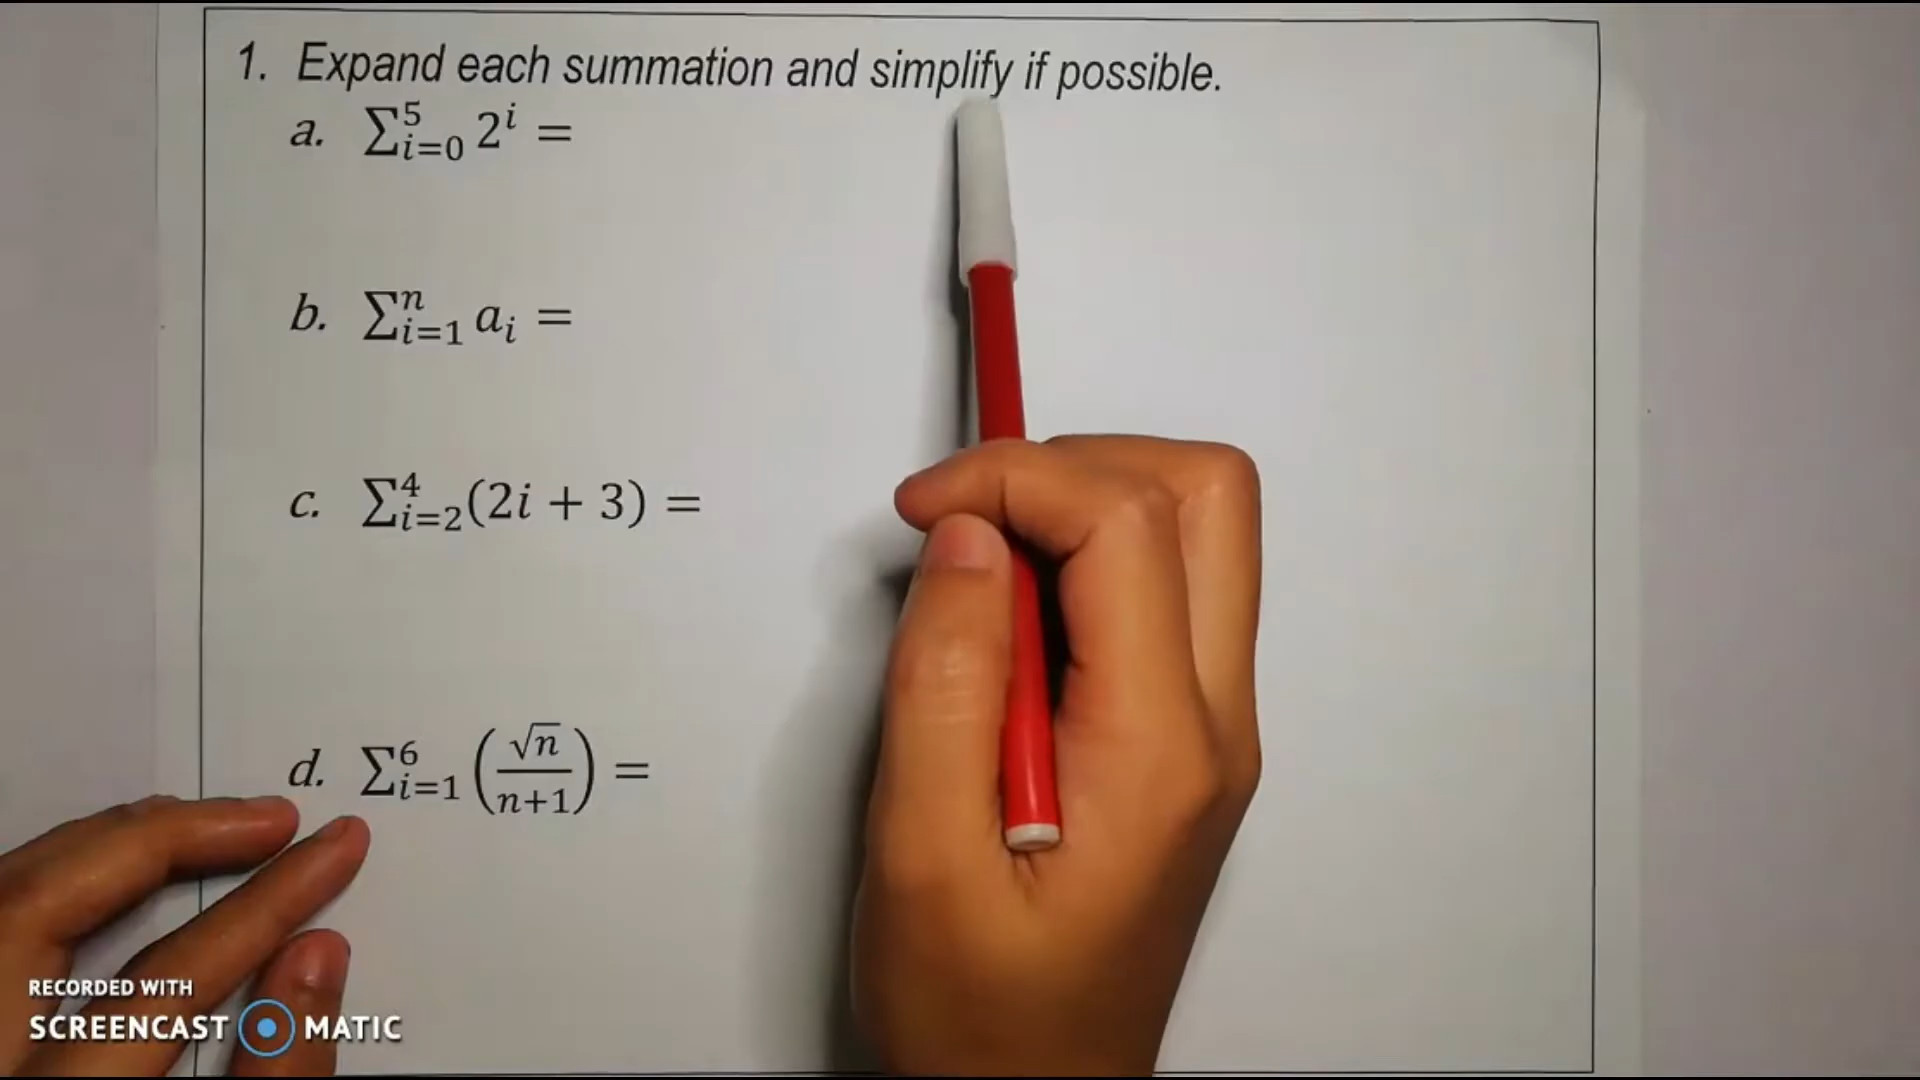 1. Expand each summation and simplify if possible.
a. ∑_{i=0}^{5} 2^i =
b. ∑_{i=1}^{n} a_i =
c. ∑_{i=2}^{4}(2i + 3) =
d. ∑_{i=1}^{6} (√n/(n+1)) =
RECORDED WITH
SCREENCAST MATIC